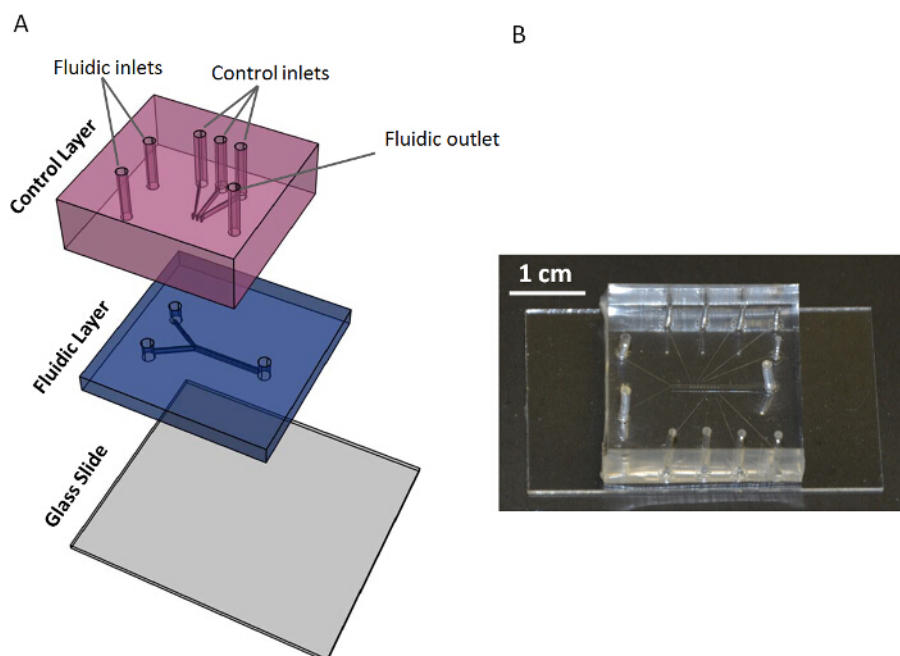 A
B
Fluidic inlets
Control inlets
Fluidic outlet
Control Layer
Fluidic Layer
Glass Slide
1 cm